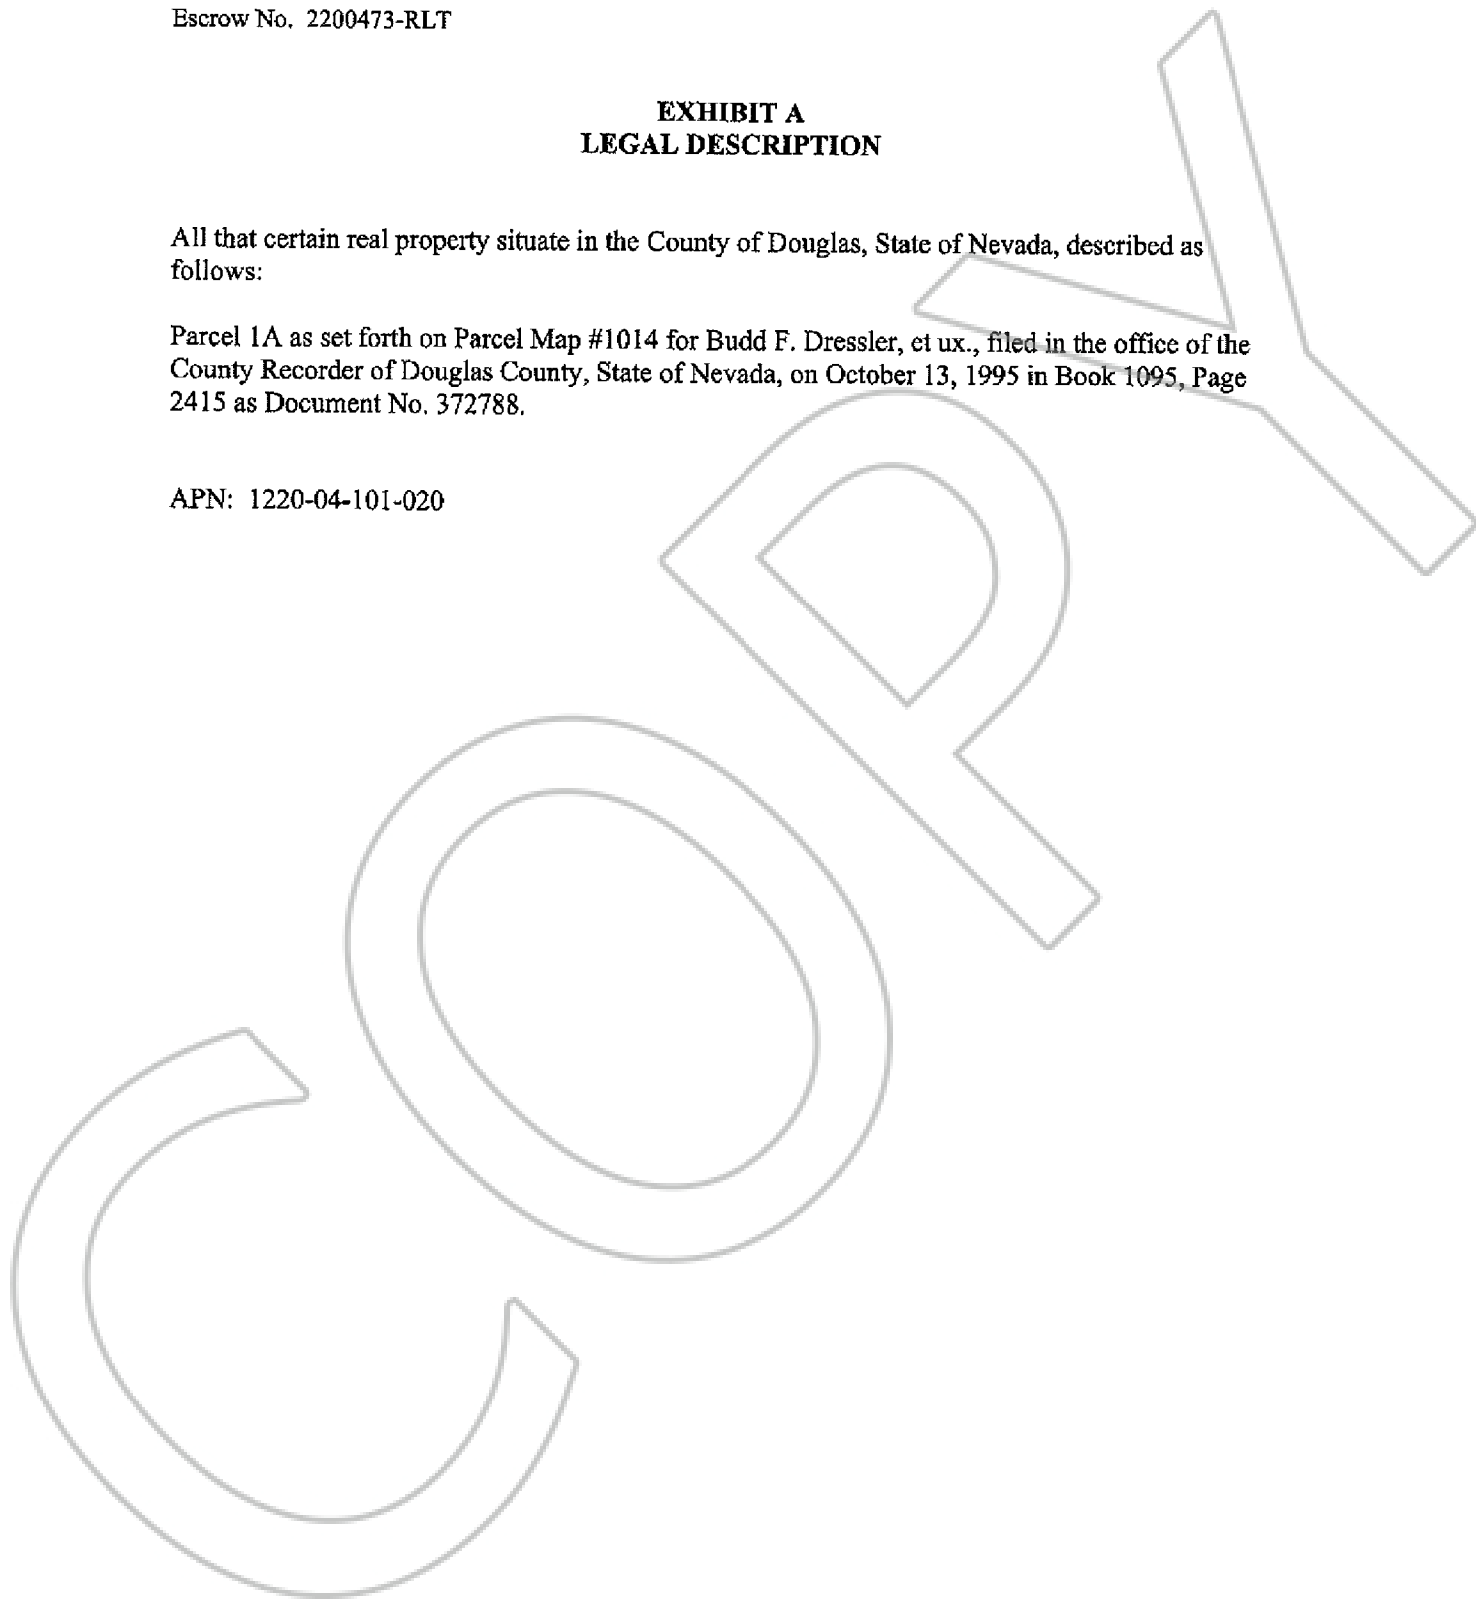 Escrow No. 2200473-RLT
EXHIBIT A
LEGAL DESCRIPTION
All that certain real property situate in the County of Douglas, State of Nevada, described as
follows:
Parcel 1A as set forth on Parcel Map #1014 for Budd F. Dressler, et ux., filed in the office of the
County Recorder of Douglas County, State of Nevada, on October 13, 1995 in Book 1095, Page
2415 as Document No. 372788.
APN: 1220-04-101-020
COPY